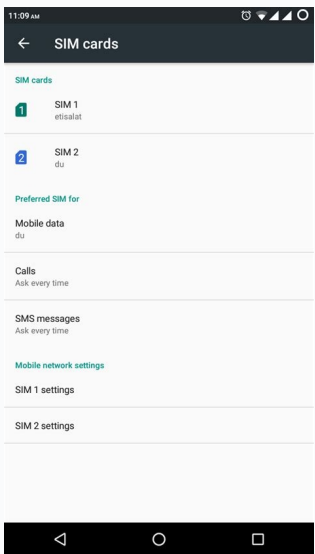 11:09 AM
SIM cards
SIM cards
1
SIM 1
etisalat
2
SIM 2
du
Preferred SIM for
Mobile data
du
Calls
Ask every time
SMS messages
Ask every time
Mobile network settings
SIM 1 settings
SIM 2 settings